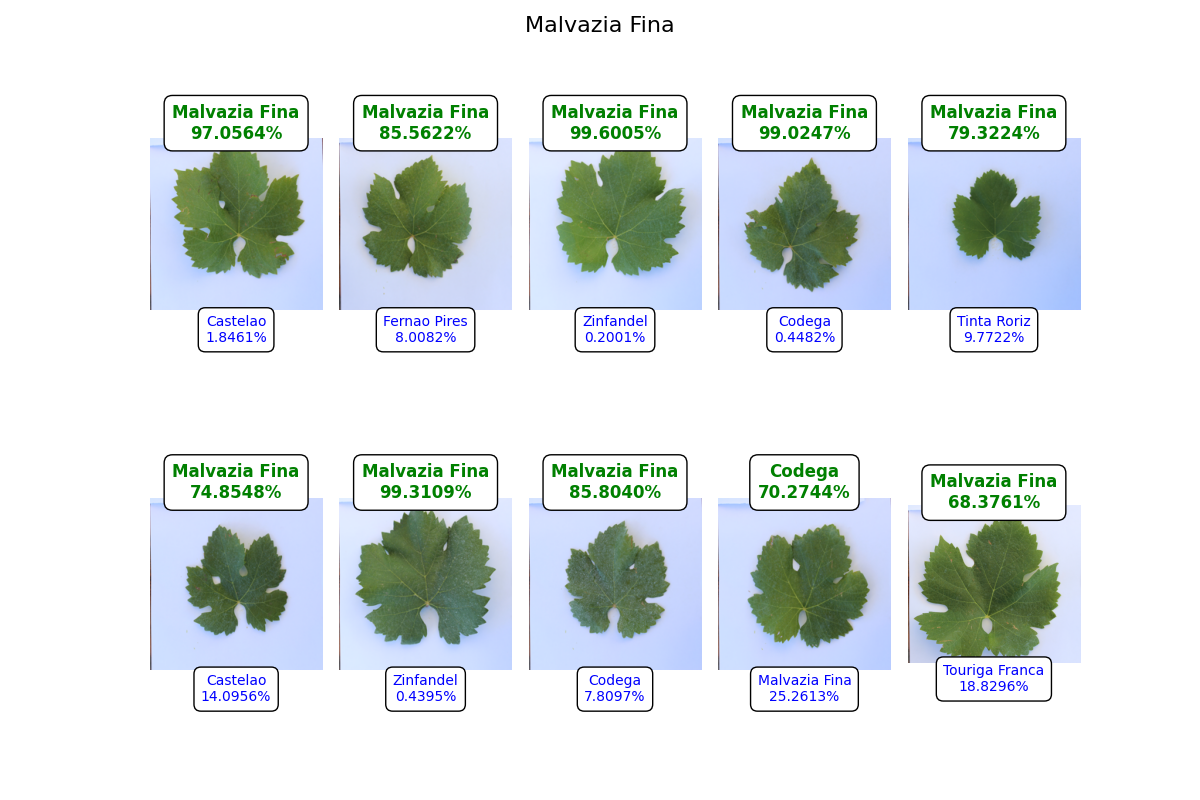 Malvazia Fina
Malvazia Fina
97.0564%
Malvazia Fina
85.5622%
Malvazia Fina
99.6005%
Malvazia Fina
99.0247%
Malvazia Fina
79.3224%
Castelao
1.8461%
Fernao Pires
8.0082%
Zinfandel
0.2001%
Codega
0.4482%
Tinta Roriz
9.7722%
Malvazia Fina
74.8548%
Malvazia Fina
99.3109%
Malvazia Fina
85.8040%
Codega
70.2744%
Malvazia Fina
68.3761%
Castelao
14.0956%
Zinfandel
0.4395%
Codega
7.8097%
Malvazia Fina
25.2613%
Touriga Franca
18.8296%